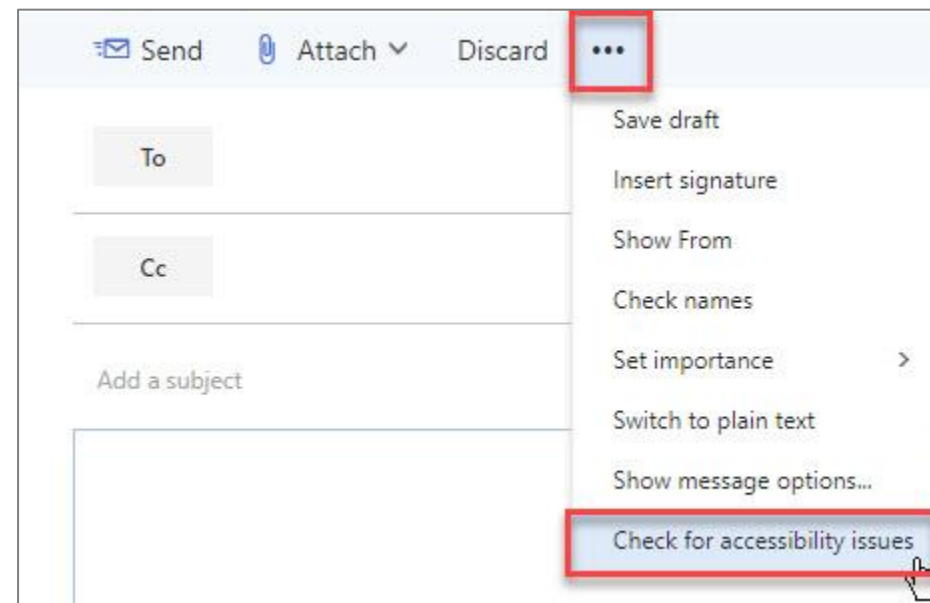 Send Attach Discard •••
Save draft
To
Insert signature
Show From
Cc
Check names
Set importance >
Add a subject
Switch to plain text
Show message options...
Check for accessibility issues